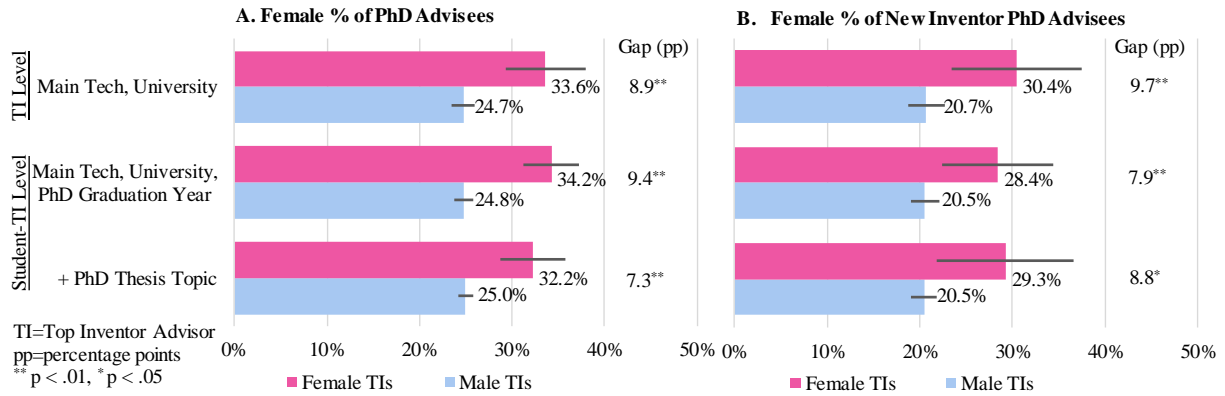 A. Female % of PhD Advisees
B. Female % of New Inventor PhD Advisees
Gap (pp)
Gap (pp)
TI Level
Main Tech, University
33.6%
24.7%
8.9**
30.4%
20.7%
9.7**
Student-TI Level
Main Tech, University,
PhD Graduation Year
34.2%
24.8%
9.4**
28.4%
20.5%
7.9**
+ PhD Thesis Topic
32.2%
25.0%
7.3**
29.3%
20.5%
8.8*
TI=Top Inventor Advisor
pp=percentage points
** p < .01, * p < .05
0% 10% 20% 30% 40% 50%
0% 10% 20% 30% 40% 50%
Female TIs Male TIs
Female TIs Male TIs